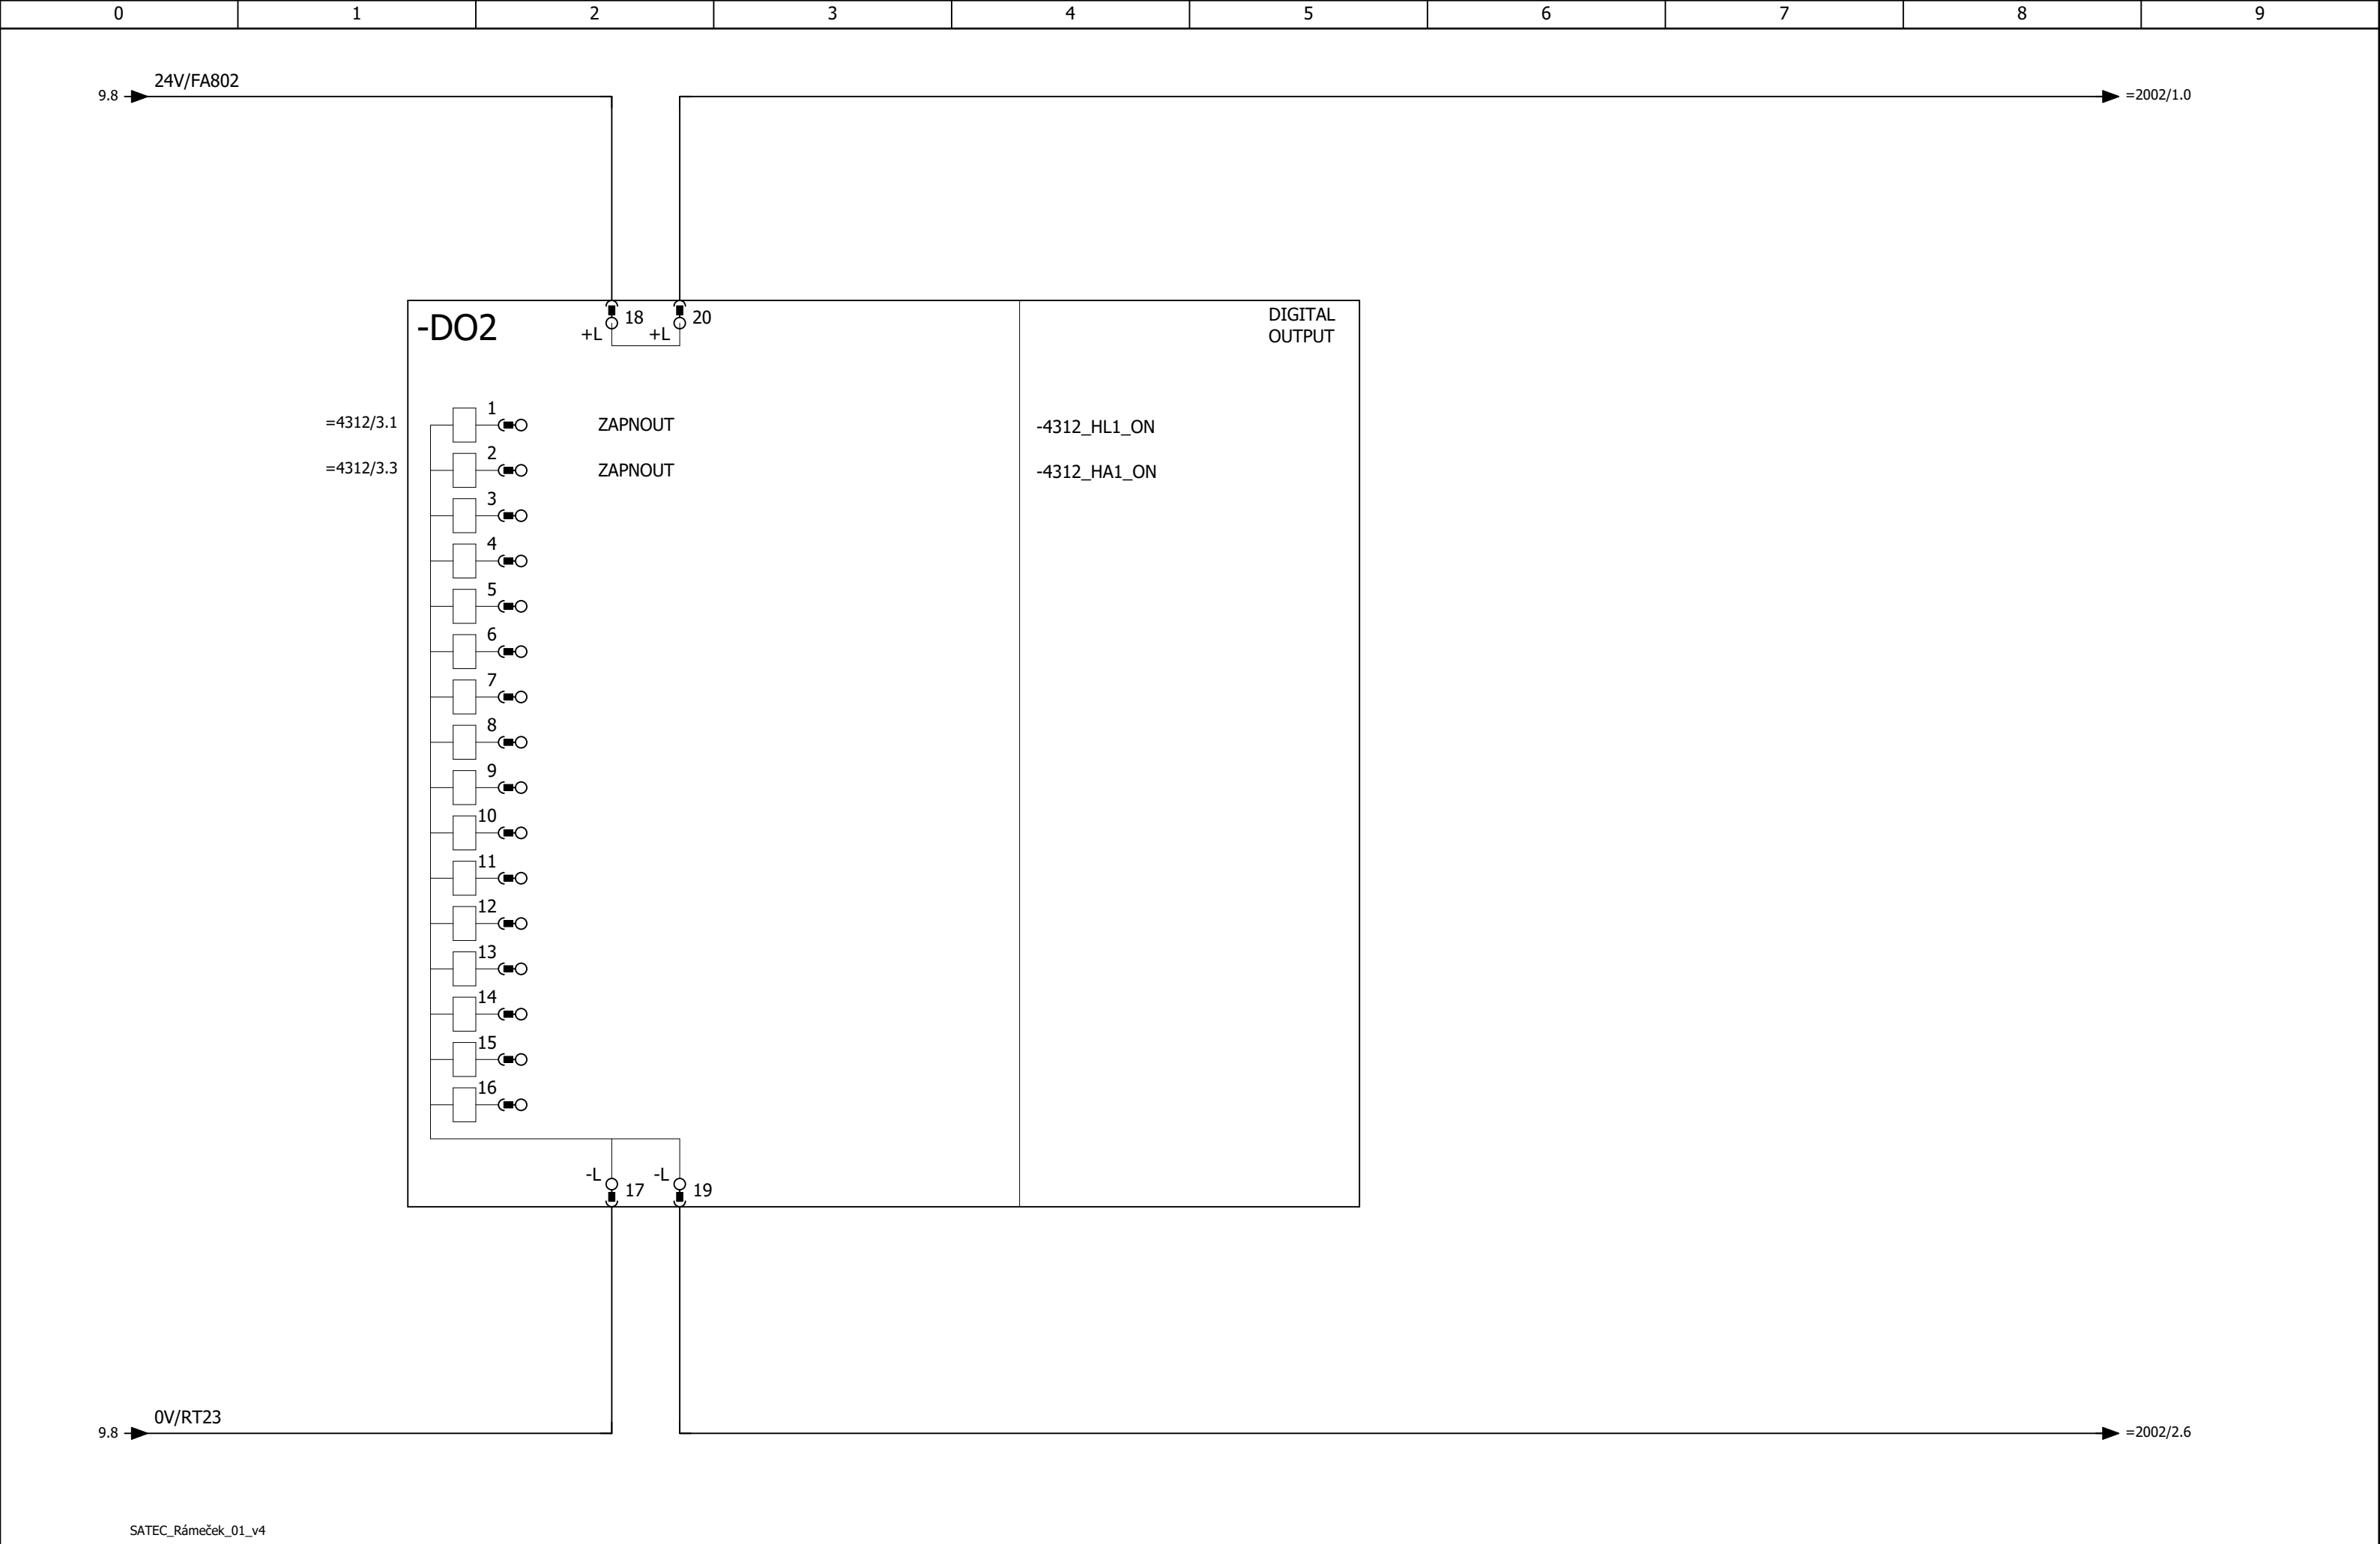 0 1 2 3 4 5 6 7 8 9
24V/FA802
9.8
=2002/1.0
-DO2
18 20
+L +L
DIGITAL
OUTPUT
=4312/3.1 1 ZAPNOUT -4312_HL1_ON
=4312/3.3 2 ZAPNOUT -4312_HA1_ON
3
4
5
6
7
8
9
10
11
12
13
14
15
16
-L -L
17 19
0V/RT23
9.8
=2002/2.6
SATEC_Rámeček_01_v4